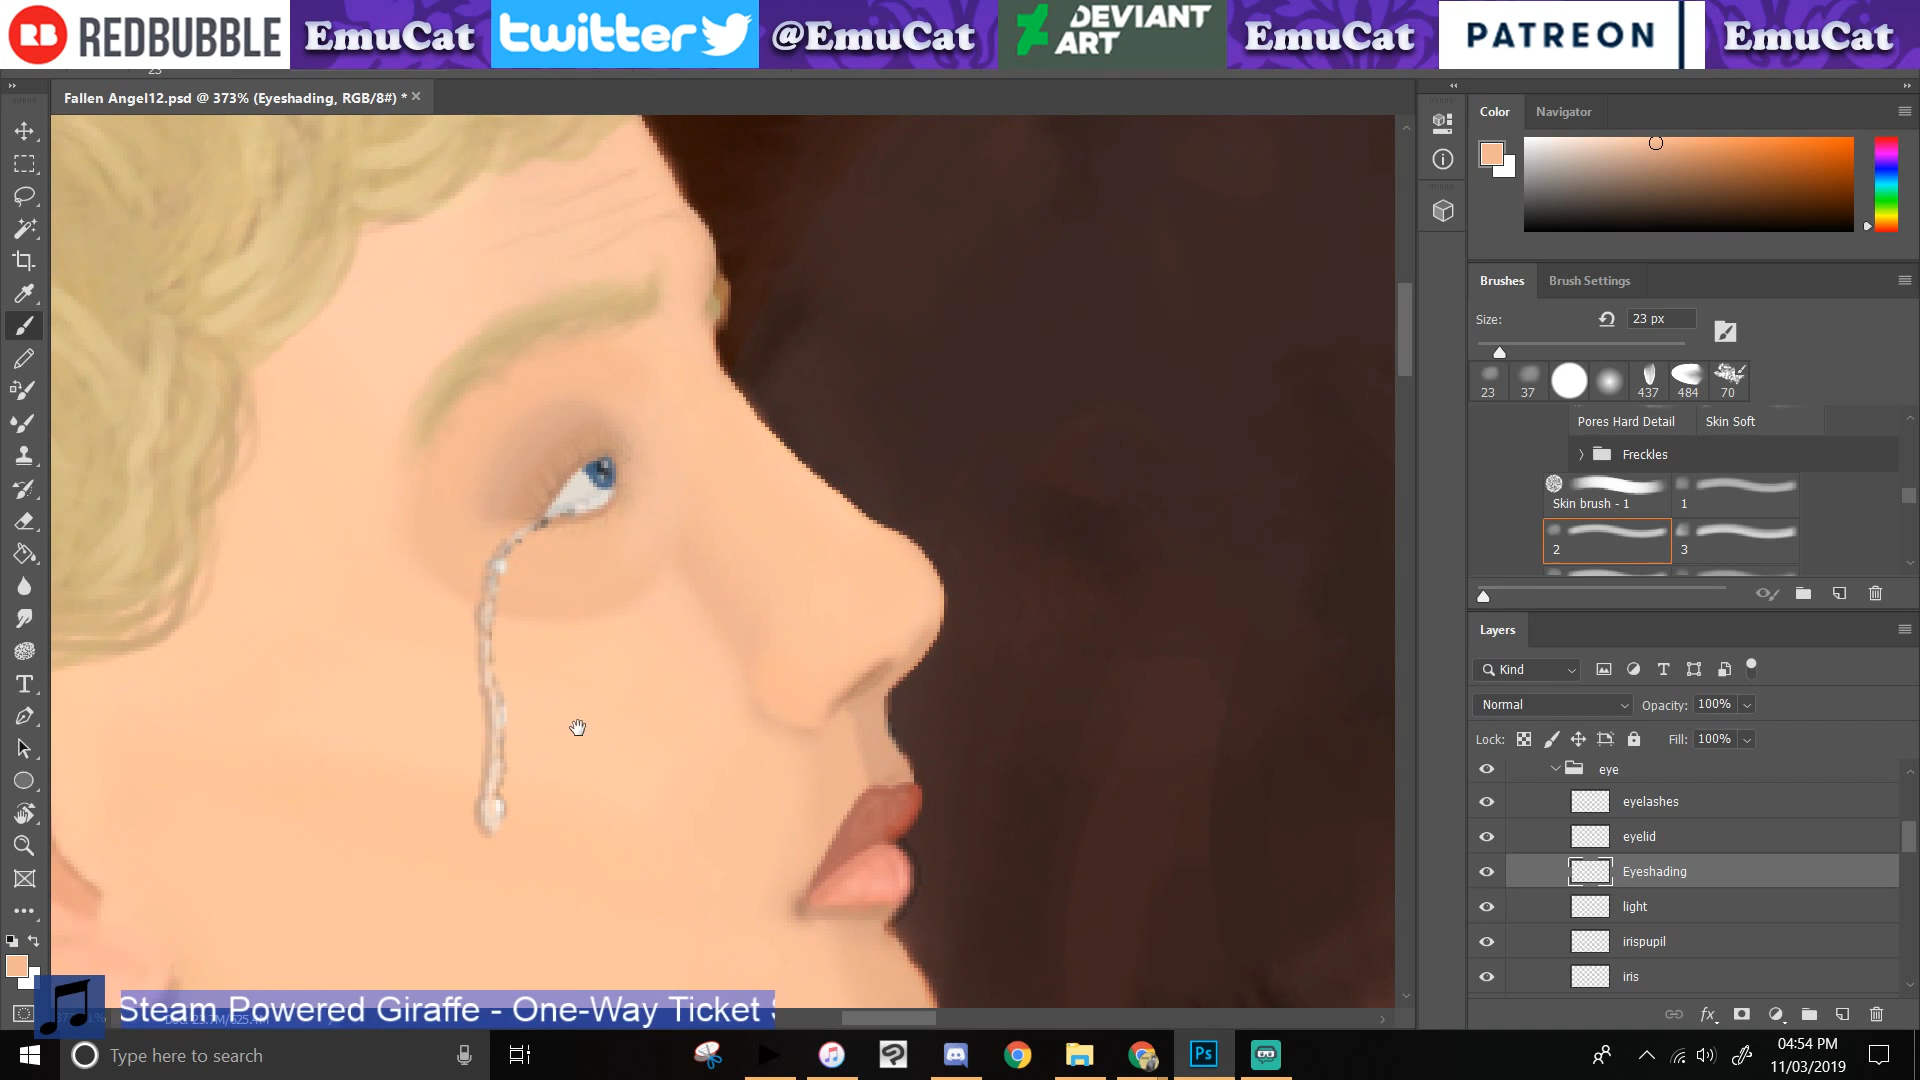 RB REDBUBBLE EmuCat twitter @EmuCat DEVIANT ART EmuCat PATREON EmuCat
23
Fallen Angel12.psd @ 373% (Eyeshading, RGB/8#) *
Color Navigator
Brushes Brush Settings
Size: 23 px
23 37 437 484 70
Pores Hard Detail Skin Soft
Freckles
Skin brush - 1 1
2 3
Layers
Kind
Normal Opacity: 100%
Lock: Fill: 100%
eye
eyelashes
eyelid
Eyeshading
light
irispupil
iris
Steam Powered Giraffe - One-Way Ticket
Type here to search
Ps
04:54 PM
11/03/2019